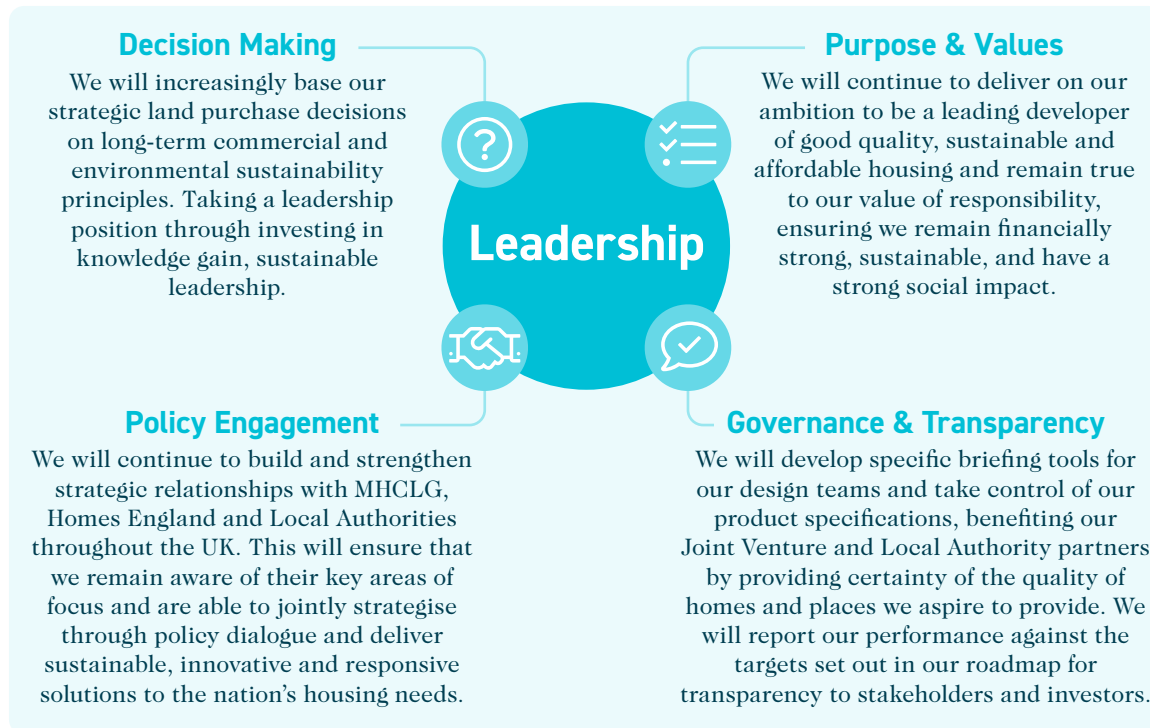 Decision Making
We will increasingly base our
strategic land purchase decisions
on long-term commercial and
environmental sustainability
principles. Taking a leadership
position through investing in
knowledge gain, sustainable
leadership.
Purpose & Values
We will continue to deliver on our
ambition to be a leading developer
of good quality, sustainable and
affordable housing and remain true
to our value of responsibility,
ensuring we remain financially
strong, sustainable, and have a
strong social impact.
Leadership
Policy Engagement
We will continue to build and strengthen
strategic relationships with MHCLG,
Homes England and Local Authorities
throughout the UK. This will ensure that
we remain aware of their key areas of
focus and are able to jointly strategise
through policy dialogue and deliver
sustainable, innovative and responsive
solutions to the nation’s housing needs.
Governance & Transparency
We will develop specific briefing tools for
our design teams and take control of our
product specifications, benefiting our
Joint Venture and Local Authority partners
by providing certainty of the quality of
homes and places we aspire to provide. We
will report our performance against the
targets set out in our roadmap for
transparency to stakeholders and investors.